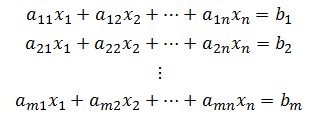 a₁₁x₁ + a₁₂x₂ + ⋯ + a₁ₙxₙ = b₁
a₂₁x₁ + a₂₂x₂ + ⋯ + a₂ₙxₙ = b₂
⋮
aₘ₁x₁ + aₘ₂x₂ + ⋯ + aₘₙxₙ = bₘ